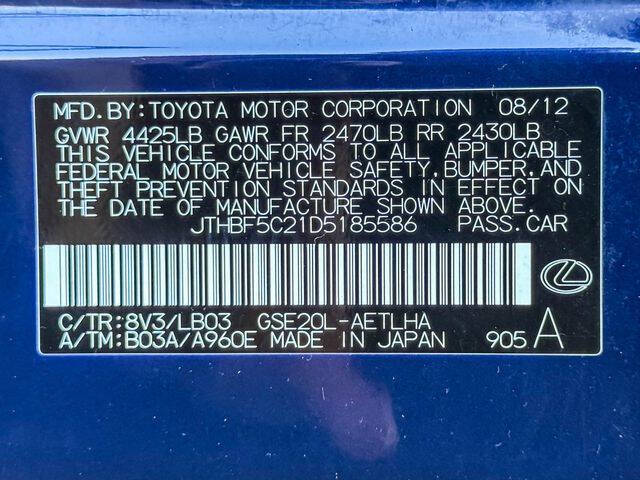 MFD.BY:TOYOTA MOTOR CORPORATION 08/12
GVWR 4425LB GAWR FR 2470LB RR 2430LB
THIS VEHICLE CONFORMS TO ALL APPLICABLE
FEDERAL MOTOR VEHICLE SAFETY,BUMPER,AND
THEFT PREVENTION STANDARDS IN EFFECT ON
THE DATE OF MANUFACTURE SHOWN ABOVE.
JTHBF5C21D5185586 PASS.CAR
C/TR:8V3/LB03 GSE20L-AETLHA
A/TM:B03A/A960E MADE IN JAPAN 905 A